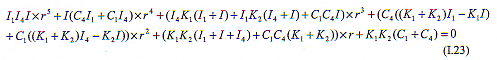 I₁I₄I×r⁵ + I(C₄I₁+C₁I₄)×r⁴ + (I₄K₁(I₁+I)+I₁K₂(I₄+I)+C₁C₄I)×r³ + (C₄((K₁+K₂)I₁−K₁I)
+C₁((K₁+K₂)I₄−K₂I))×r² + (K₁K₂(I₁+I+I₄)+C₁C₄(K₁+K₂))×r+K₁K₂(C₁+C₄)=0
(I.23)